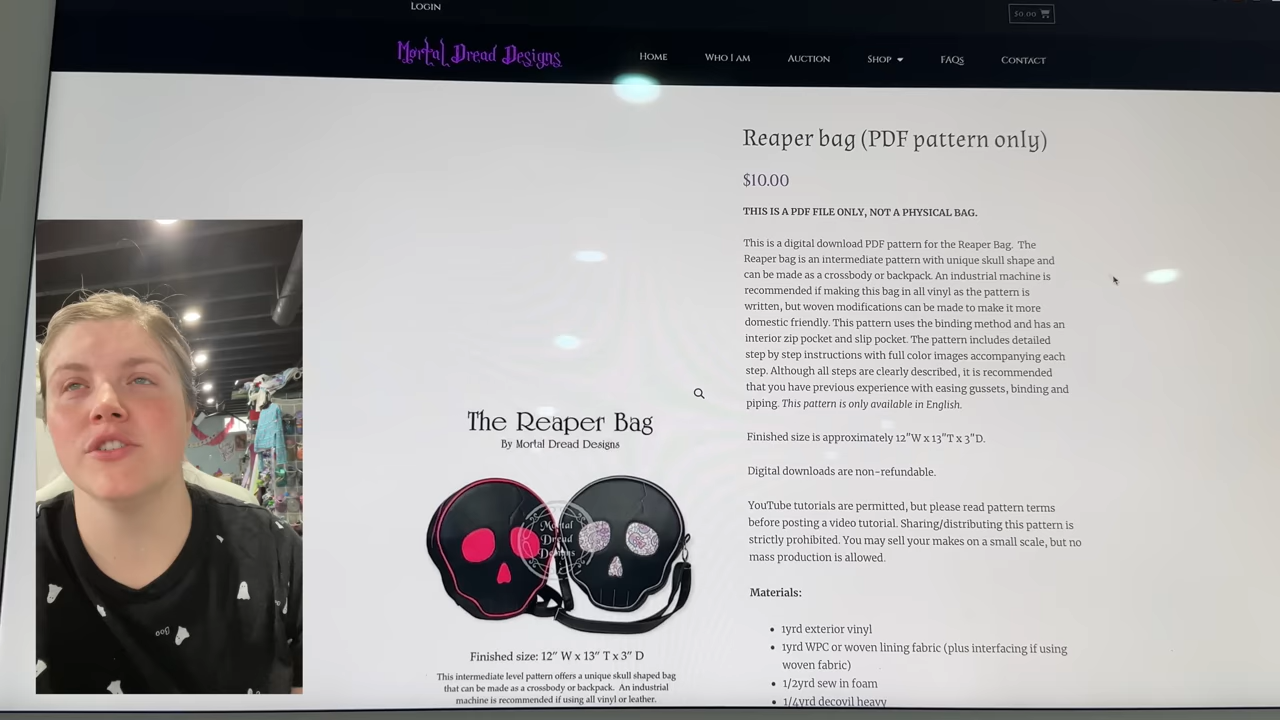 LOGIN
$0.00
Mortal Dread Designs
HOME
WHO I AM
AUCTION
SHOP
FAQS
CONTACT
Reaper bag (PDF pattern only)
$10.00
THIS IS A PDF FILE ONLY, NOT A PHYSICAL BAG.
This is a digital download PDF pattern for the Reaper Bag. The
Reaper bag is an intermediate pattern with unique skull shape and
can be made as a crossbody or backpack. An industrial machine is
recommended if making this bag in all vinyl as the pattern is
written, but woven modifications can be made to make it more
domestic friendly. This pattern uses the binding method and has an
interior zip pocket and slip pocket. The pattern includes detailed
step by step instructions with full color images accompanying each
step. Although all steps are clearly described, it is recommended
that you have previous experience with easing gussets, binding and
piping. This pattern is only available in English.
Finished size is approximately 12"W x 13"T x 3"D.
Digital downloads are non-refundable.
YouTube tutorials are permitted, but please read pattern terms
before posting a video tutorial. Sharing/distributing this pattern is
strictly prohibited. You may sell your makes on a small scale, but no
mass production is allowed.
Materials:
1yrd exterior vinyl
1yrd WPC or woven lining fabric (plus interfacing if using
woven fabric)
1/2yrd sew in foam
1/4yrd decovil heavy
The Reaper Bag
By Mortal Dread Designs
Mortal
Dread
Designs
Finished size: 12" W x 13" T x 3" D
This intermediate level pattern offers a unique skull shaped bag
that can be made as a crossbody or backpack. An industrial
machine is recommended if using all vinyl or leather.
boo